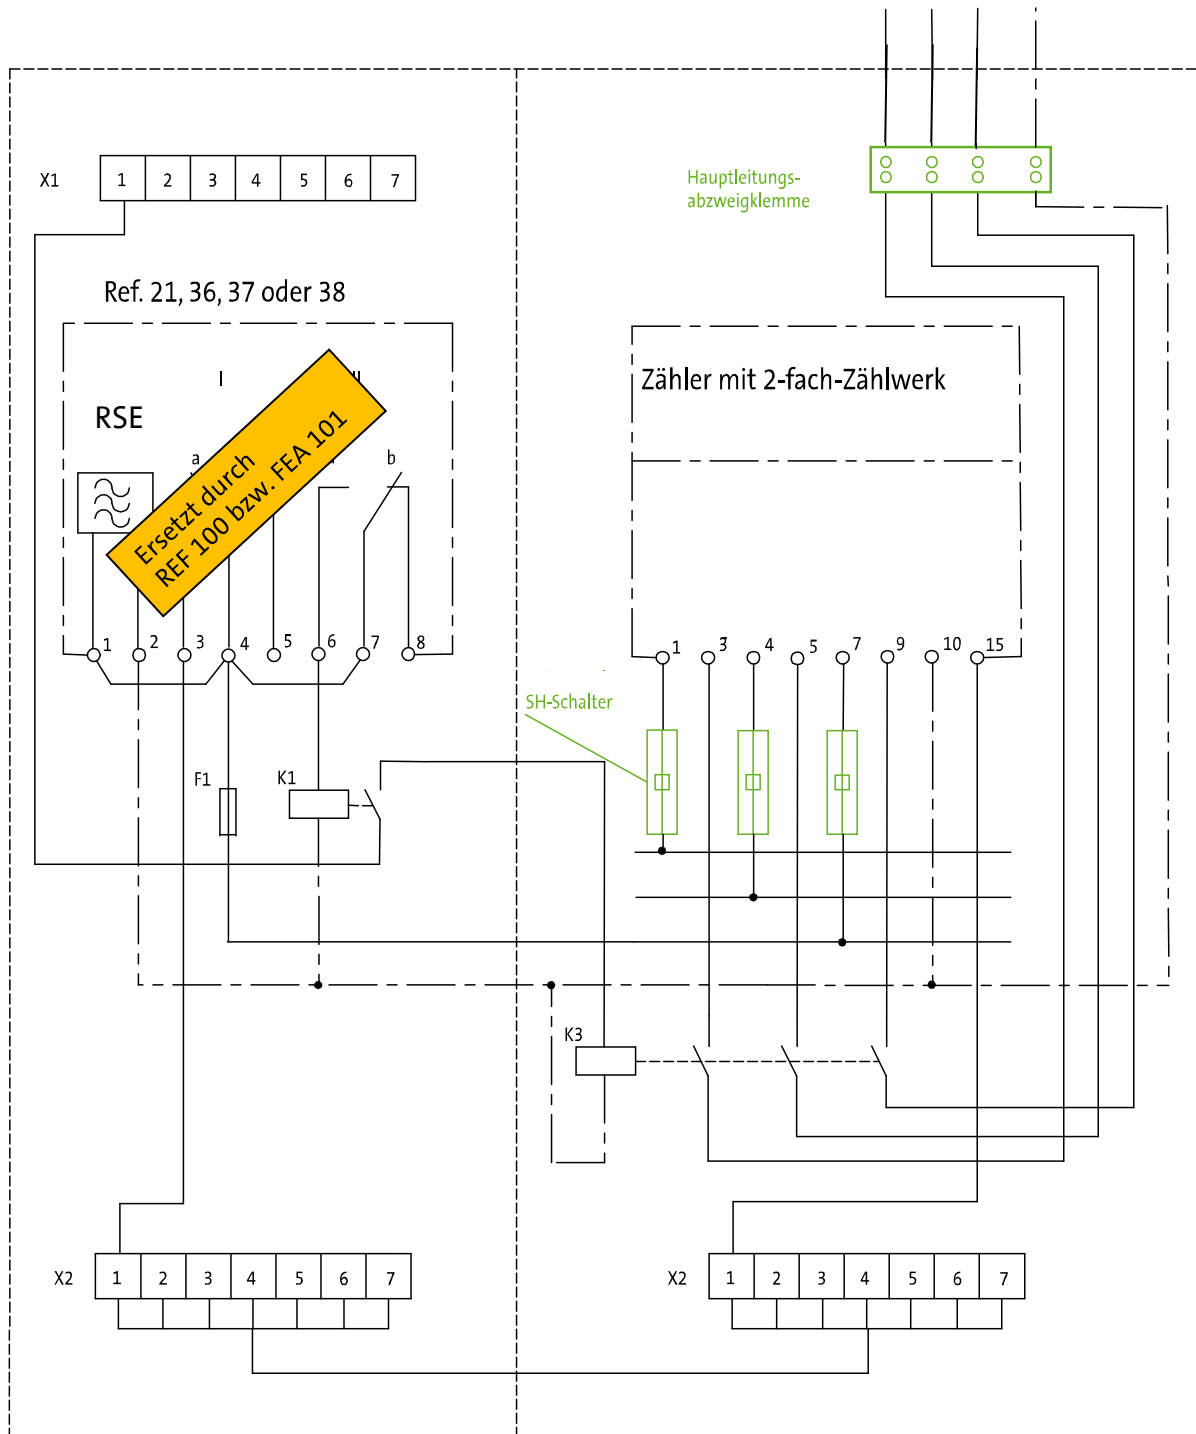 X1
1 2 3 4 5 6 7
Hauptleitungs-
abzweigklemme
Ref. 21, 36, 37 oder 38
I
RSE
a
b
Ersetzt durch
REF 100 bzw. FEA 101
Zähler mit 2-fach-Zählwerk
1 2 3 4 5 6 7 8
1 3 4 5 7 9 10 15
SH-Schalter
F1
K1
K3
X2
1 2 3 4 5 6 7
X2
1 2 3 4 5 6 7